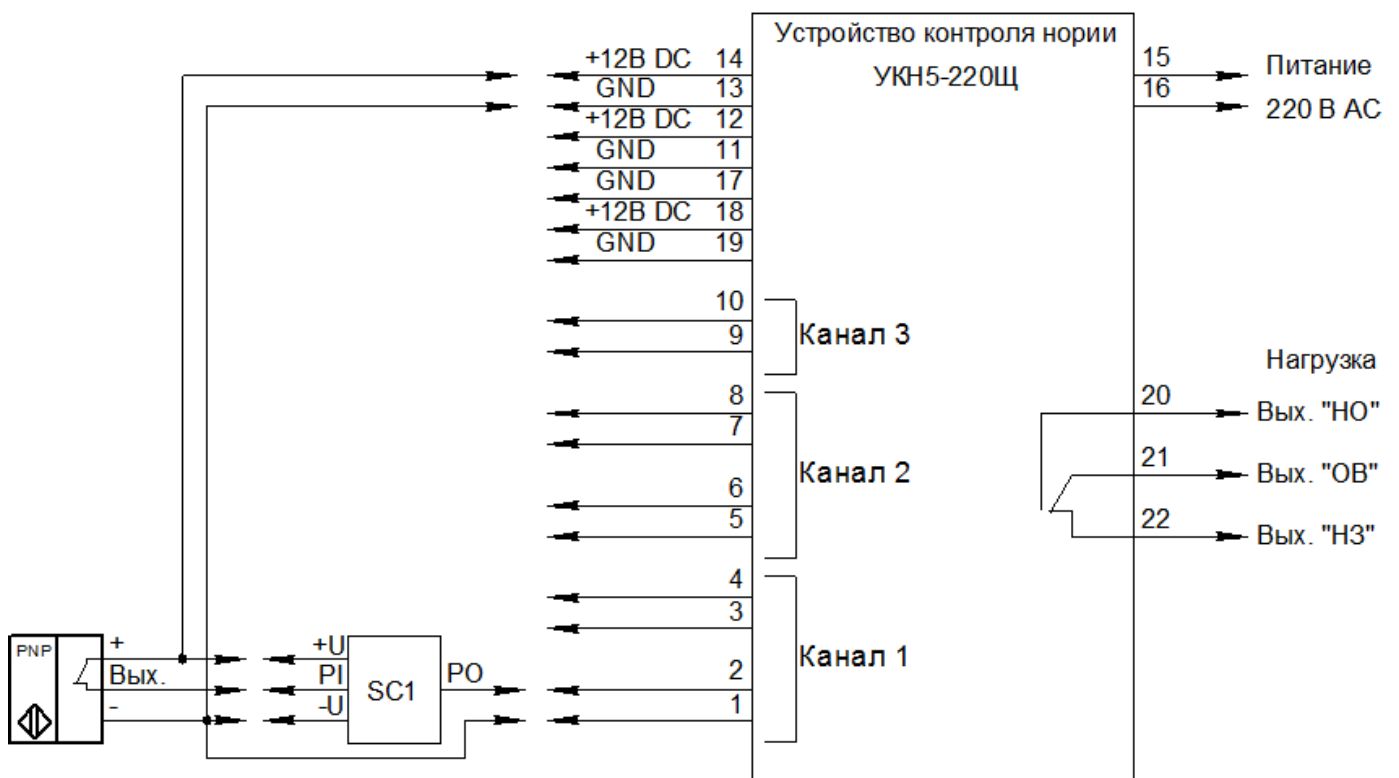 Устройство контроля нории
УКН5-220Щ
+12В DC 14
GND 13
+12В DC 12
GND 11
GND 17
+12В DC 18
GND 19
10
9
Канал 3
8
7
6
5
Канал 2
4
3
2
1
Канал 1
15
16
Питание
220 В АС
Нагрузка
20
Вых. "НО"
21
Вых. "ОВ"
22
Вых. "НЗ"
PNP
+
Вых.
-
+U
PI
-U
SC1
PO